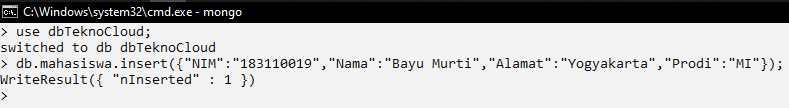 C:\Windows\system32\cmd.exe - mongo
> use dbTeknoCloud;
switched to db dbTeknoCloud
> db.mahasiswa.insert({"NIM":"183110019","Nama":"Bayu Murti","Alamat":"Yogyakarta","Prodi":"MI"});
WriteResult({ "nInserted" : 1 })
>